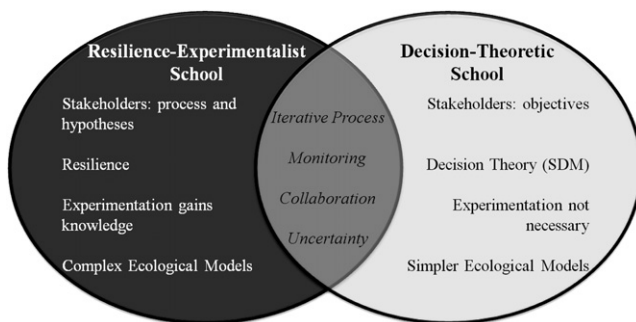 Resilience-Experimentalist
School
Stakeholders: process and
hypotheses
Resilience
Experimentation gains
knowledge
Complex Ecological Models
Iterative Process
Monitoring
Collaboration
Uncertainty
Decision-Theoretic
School
Stakeholders: objectives
Decision Theory (SDM)
Experimentation not
necessary
Simpler Ecological Models